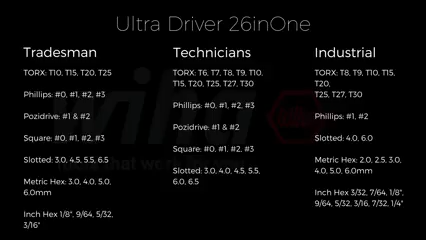 Ultra Driver 26inOne
Tradesman
TORX: T10, T15, T20, T25
Phillips: #0, #1, #2, #3
Pozidrive: #1 & #2
Square: #0, #1, #2, #3
Slotted: 3.0, 4.5, 5.5, 6.5
Metric Hex: 3.0, 4.0, 5.0,
6.0mm
Inch Hex 1/8", 9/64, 5/32,
3/16"
Technicians
TORX: T6, T7, T8, T9, T10,
T15, T20, T25, T27, T30
Phillips: #0, #1, #2, #3
Pozidrive: #1 & #2
Square: #0, #1, #2, #3
Slotted: 3.0, 4.0, 4.5, 5.5,
6.0, 6.5
Industrial
TORX: T8, T9, T10, T15,
T20,
T25, T27, T30
Phillips: #1, #2
Slotted: 4.0, 6.0
Metric Hex: 2.0, 2.5, 3.0,
4.0, 5.0, 6.0mm
Inch Hex 3/32, 7/64, 1/8",
9/64, 5/32, 3/16, 7/32, 1/4"